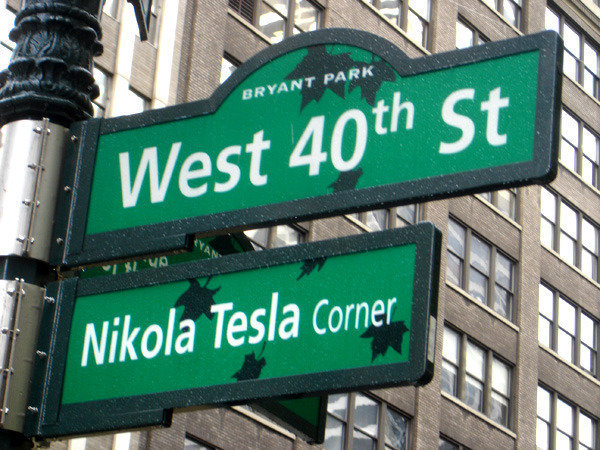 BRYANT PARK
West 40th St
Nikola Tesla Corner